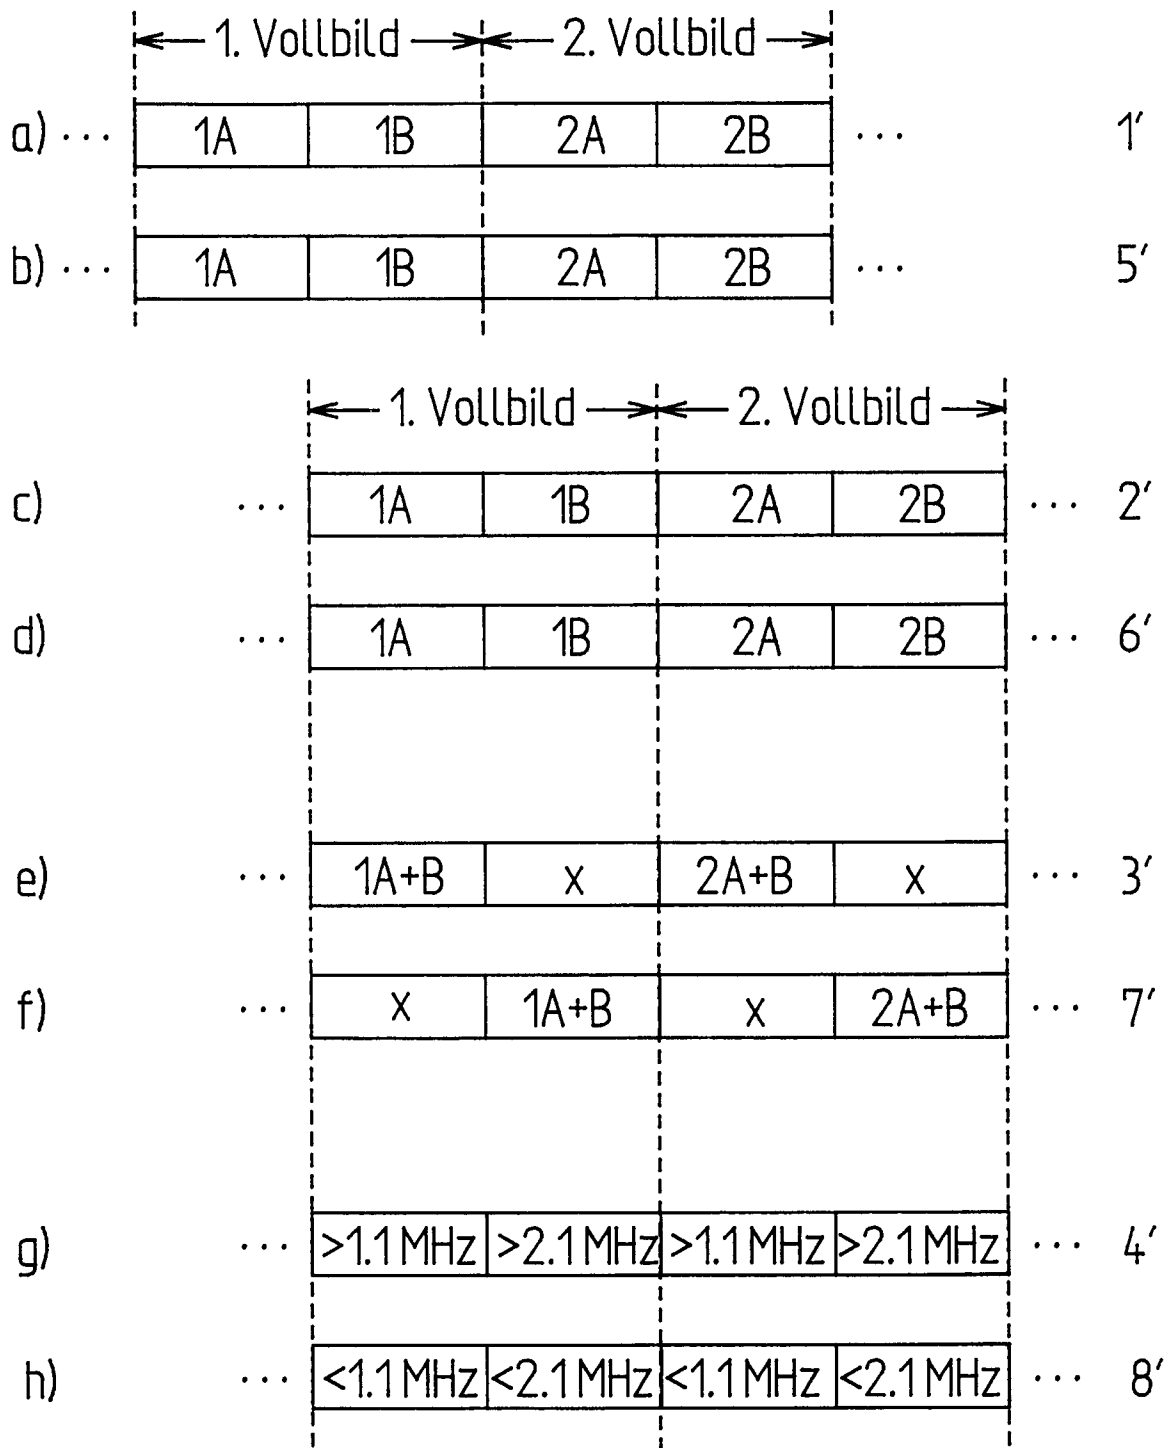 1. Vollbild 2. Vollbild
a) ... 1A 1B 2A 2B ... 1′
b) ... 1A 1B 2A 2B ... 5′
1. Vollbild 2. Vollbild
c) ... 1A 1B 2A 2B ... 2′
d) ... 1A 1B 2A 2B ... 6′
e) ... 1A+B x 2A+B x ... 3′
f) ... x 1A+B x 2A+B ... 7′
g) ... >1.1 MHz >2.1 MHz >1.1 MHz >2.1 MHz ... 4′
h) ... <1.1 MHz <2.1 MHz <1.1 MHz <2.1 MHz ... 8′